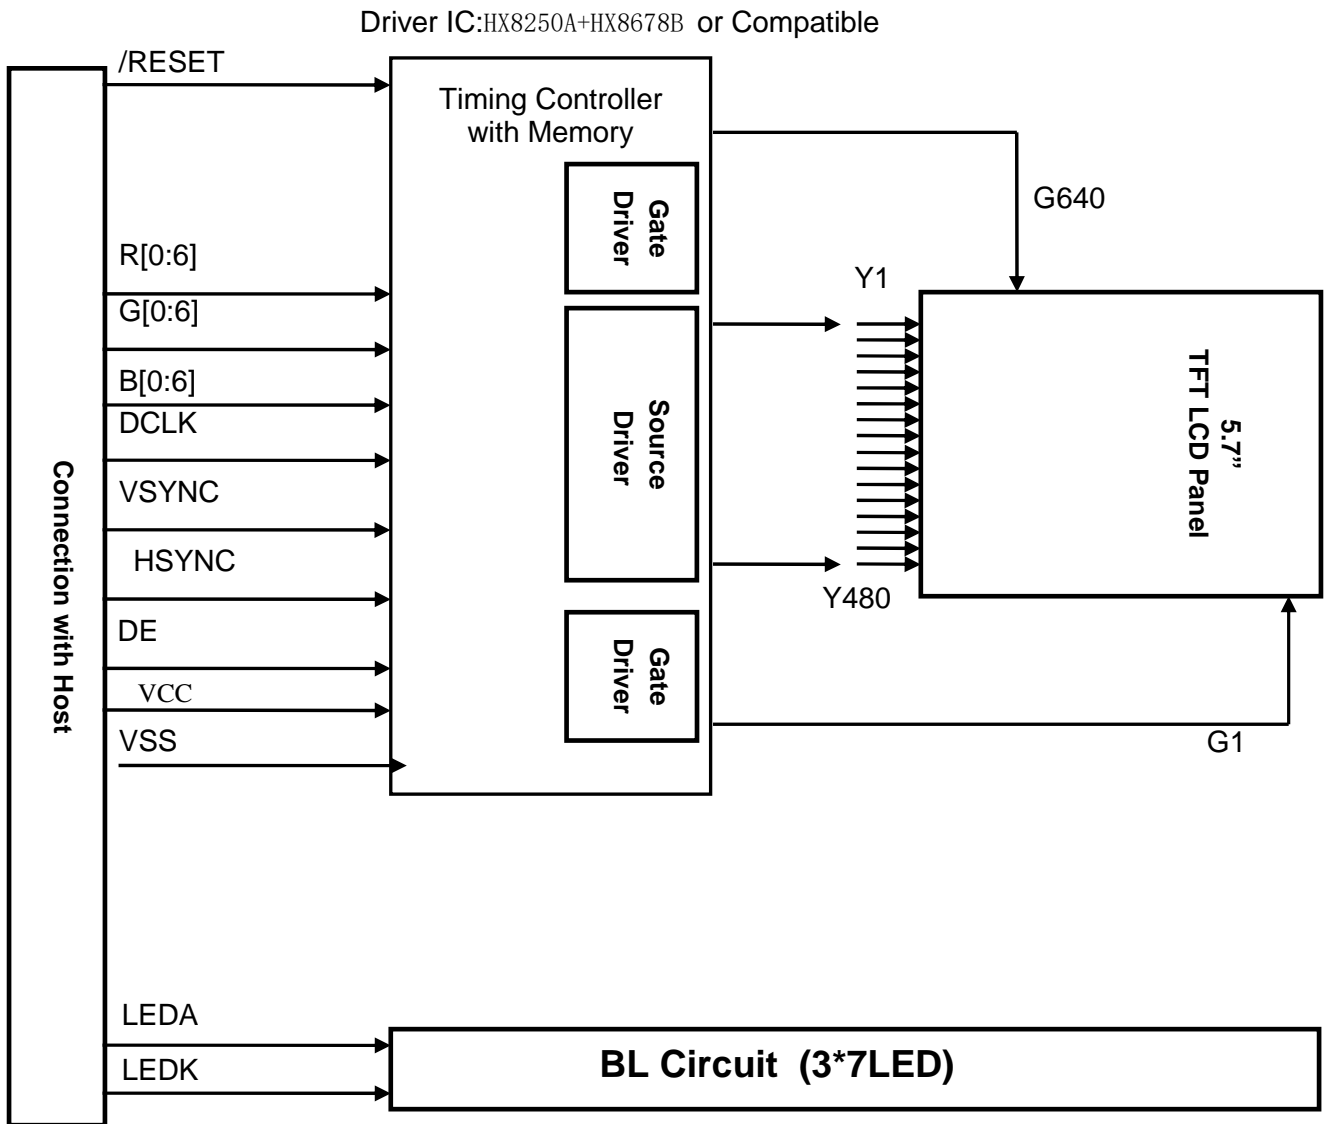 Driver IC:HX8250A+HX8678B or Compatible
/RESET
Timing Controller
with Memory
Gate
Driver
G640
R[0:6]
G[0:6]
B[0:6]
DCLK
VSYNC
HSYNC
DE
VCC
VSS
Connection with Host
Source
Driver
Y1
Y480
5.7”
TFT LCD Panel
Gate
Driver
G1
LEDA
LEDK
BL Circuit (3*7LED)